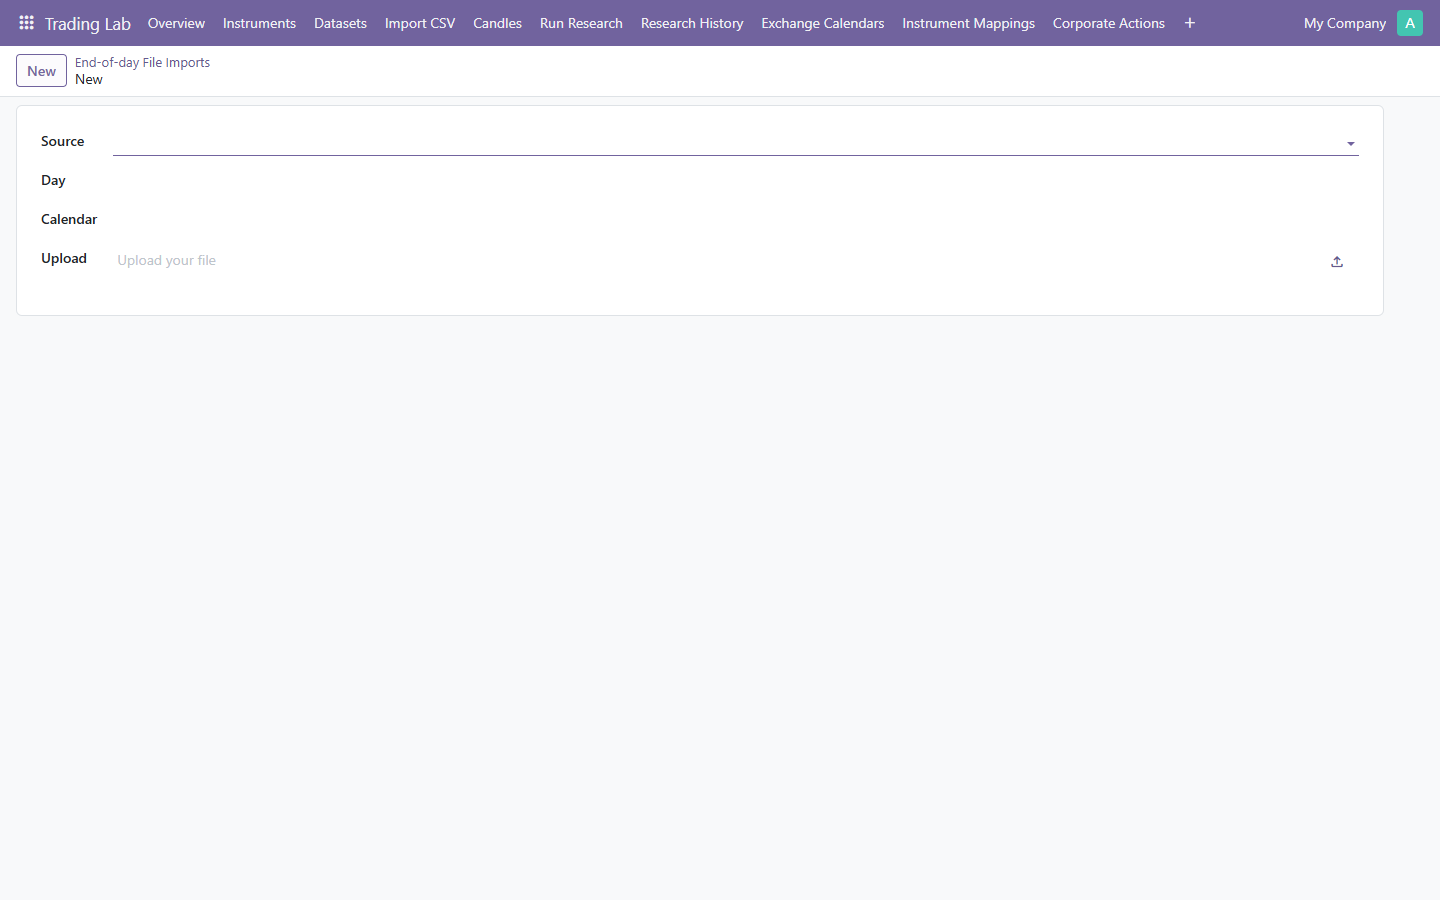 Trading Lab Overview Instruments Datasets Import CSV Candles Run Research Research History Exchange Calendars Instrument Mappings Corporate Actions + My Company A
New
End-of-day File Imports
New
Source
Day
Calendar
Upload Upload your file